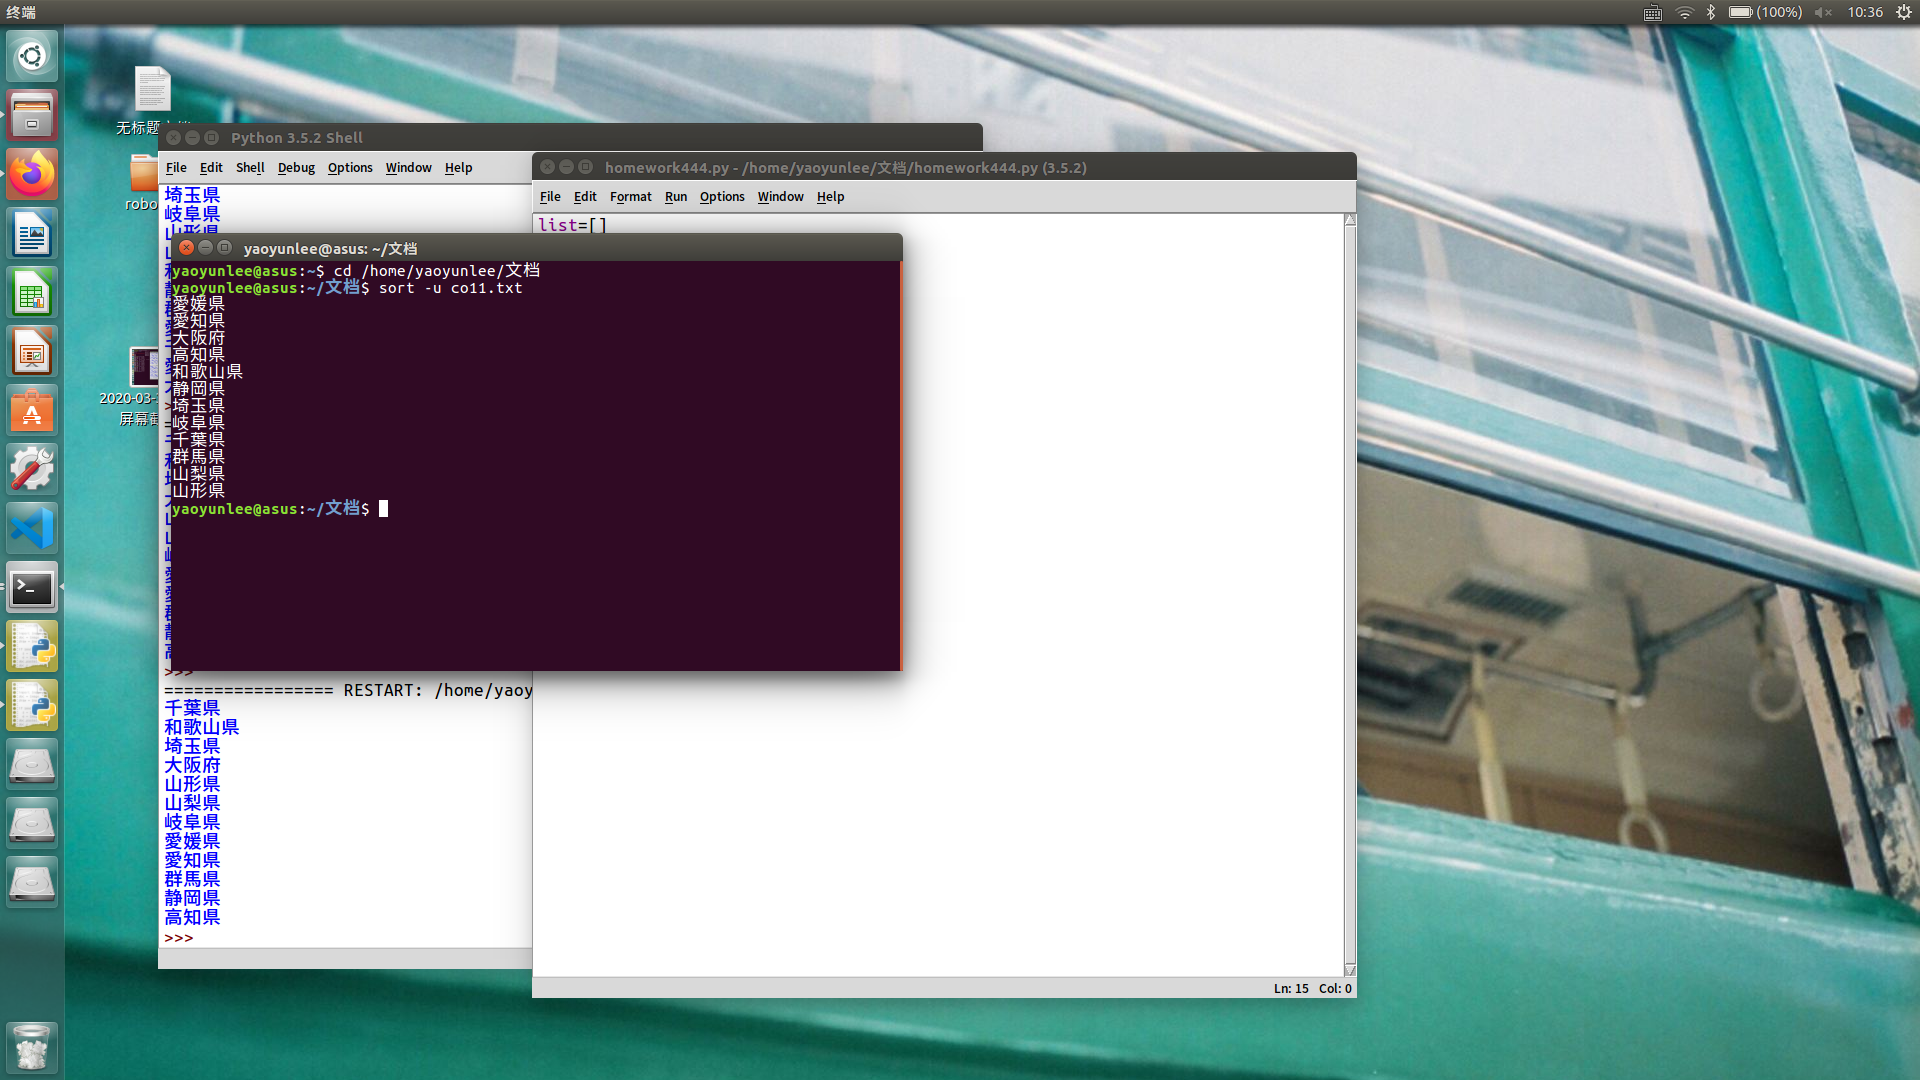 终端
(100%)
10:36
robo
2020-03-
Python 3.5.2 Shell
File Edit Shell Debug Options Window Help
埼玉県
岐阜県
山形県
homework444.py - /home/yaoyunlee/文档/homework444.py (3.5.2)
File Edit Format Run Options Window Help
list=[]
yaoyunlee@asus: ~/文档
yaoyunlee@asus:~$ cd /home/yaoyunlee/文档
yaoyunlee@asus:~/文档$ sort -u co11.txt
愛媛県
愛知県
大阪府
高知県
和歌山県
静岡県
埼玉県
岐阜県
千葉県
群馬県
山梨県
山形県
yaoyunlee@asus:~/文档$
>>>
================= RESTART: /home/yaoy
千葉県
和歌山県
埼玉県
大阪府
山形県
山梨県
岐阜県
愛媛県
愛知県
群馬県
静岡県
高知県
>>>
Ln: 15 Col: 0